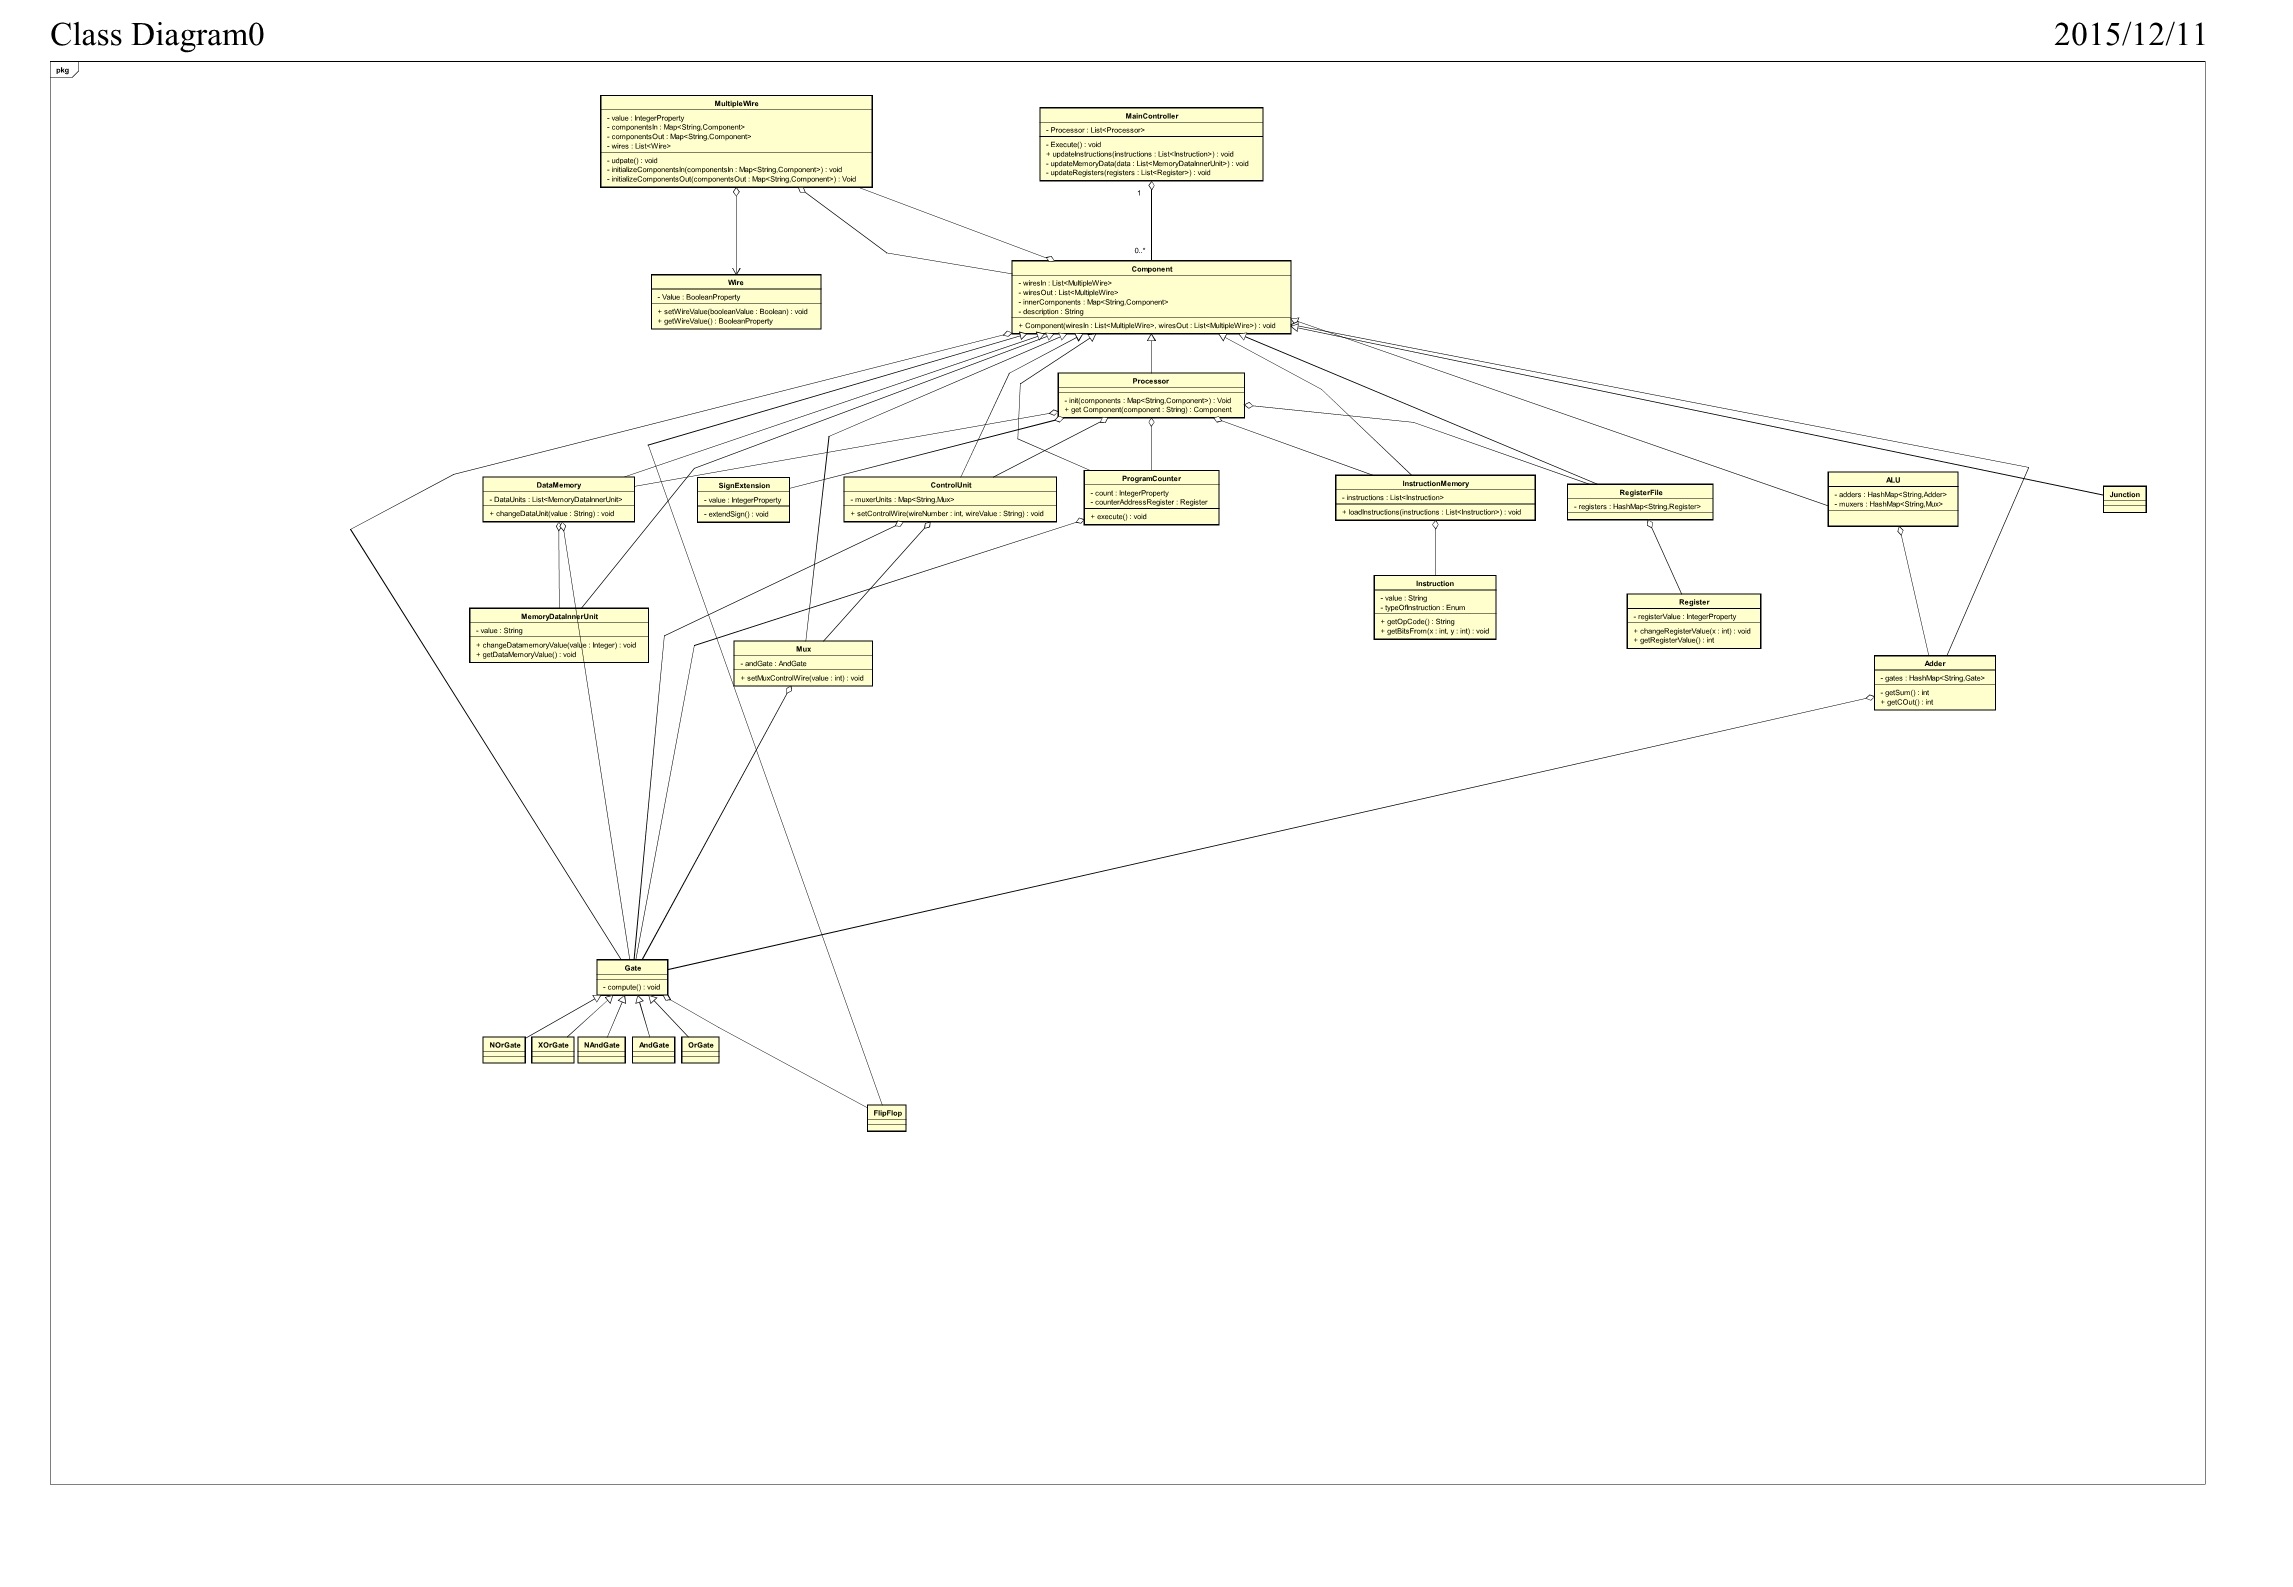 Class Diagram0
2015/12/11
pkg
MultipleWire
- value : IntegerProperty
- componentsIn : Map<String,Component>
- componentsOut : Map<String,Component>
- wires : List<Wire>
- udpate() : void
- initializeComponentsIn(componentsIn : Map<String,Component>) : void
- initializeComponentsOut(componentsOut : Map<String,Component>) : Void
MainController
- Processor : List<Processor>
- Execute() : void
+ updateInstructions(instructions : List<Instruction>) : void
- updateMemoryData(data : List<MemoryDataInnerUnit>) : void
- updateRegisters(registers : List<Register>) : void
1
0..*
Wire
- Value : BooleanProperty
+ setWireValue(booleanValue : Boolean) : void
+ getWireValue() : BooleanProperty
Component
- wiresIn : List<MultipleWire>
- wiresOut : List<MultipleWire>
- innerComponents : Map<String,Component>
- description : String
+ Component(wiresIn : List<MultipleWire>, wiresOut : List<MultipleWire>) : void
Processor
- init(components : Map<String,Component>) : Void
+ get Component(component : String) : Component
DataMemory
- DataUnits : List<MemoryDataInnerUnit>
+ changeDataUnit(value : String) : void
SignExtension
- value : IntegerProperty
- extendSign() : void
ControlUnit
- muxerUnits : Map<String,Mux>
+ setControlWire(wireNumber : int, wireValue : String) : void
ProgramCounter
- count : IntegerProperty
- counterAddressRegister : Register
+ execute() : void
InstructionMemory
- instructions : List<Instruction>
+ loadInstructions(instructions : List<Instruction>) : void
RegisterFile
- registers : HashMap<String,Register>
ALU
- adders : HashMap<String,Adder>
- muxers : HashMap<String,Mux>
Junction
MemoryDataInnerUnit
- value : String
+ changeDatamemoryValue(value : Integer) : void
+ getDataMemoryValue() : void
Mux
- andGate : AndGate
+ setMuxControlWire(value : int) : void
Instruction
- value : String
- typeOfInstruction : Enum
+ getOpCode() : String
+ getBitsFrom(x : int, y : int) : void
Register
- registerValue : IntegerProperty
+ changeRegisterValue(x : int) : void
+ getRegisterValue() : int
Adder
- gates : HashMap<String,Gate>
- getSum() : int
+ getCOut() : int
Gate
- compute() : void
NOrGate
XOrGate
NAndGate
AndGate
OrGate
FlipFlop